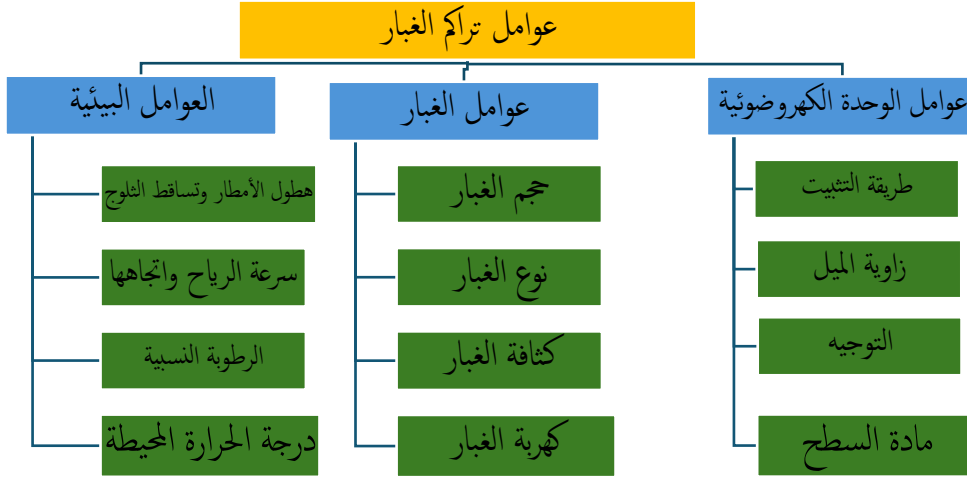 عوامل تراكم الغبار
عوامل الوحدة الكهروضوئية
طريقة التثبيت
زاوية الميل
التوجيه
مادة السطح
عوامل الغبار
حجم الغبار
نوع الغبار
كثافة الغبار
كهربة الغبار
العوامل البيئية
هطول الأمطار وتساقط الثلوج
سرعة الرياح واتجاهها
الرطوبة النسبية
درجة الحرارة المحيطة